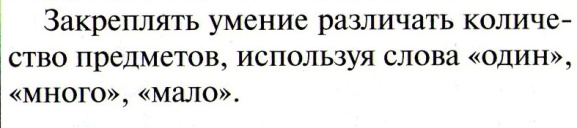 Закреплять умение различать количе-
ство предметов, используя слова «один»,
«много», «мало».